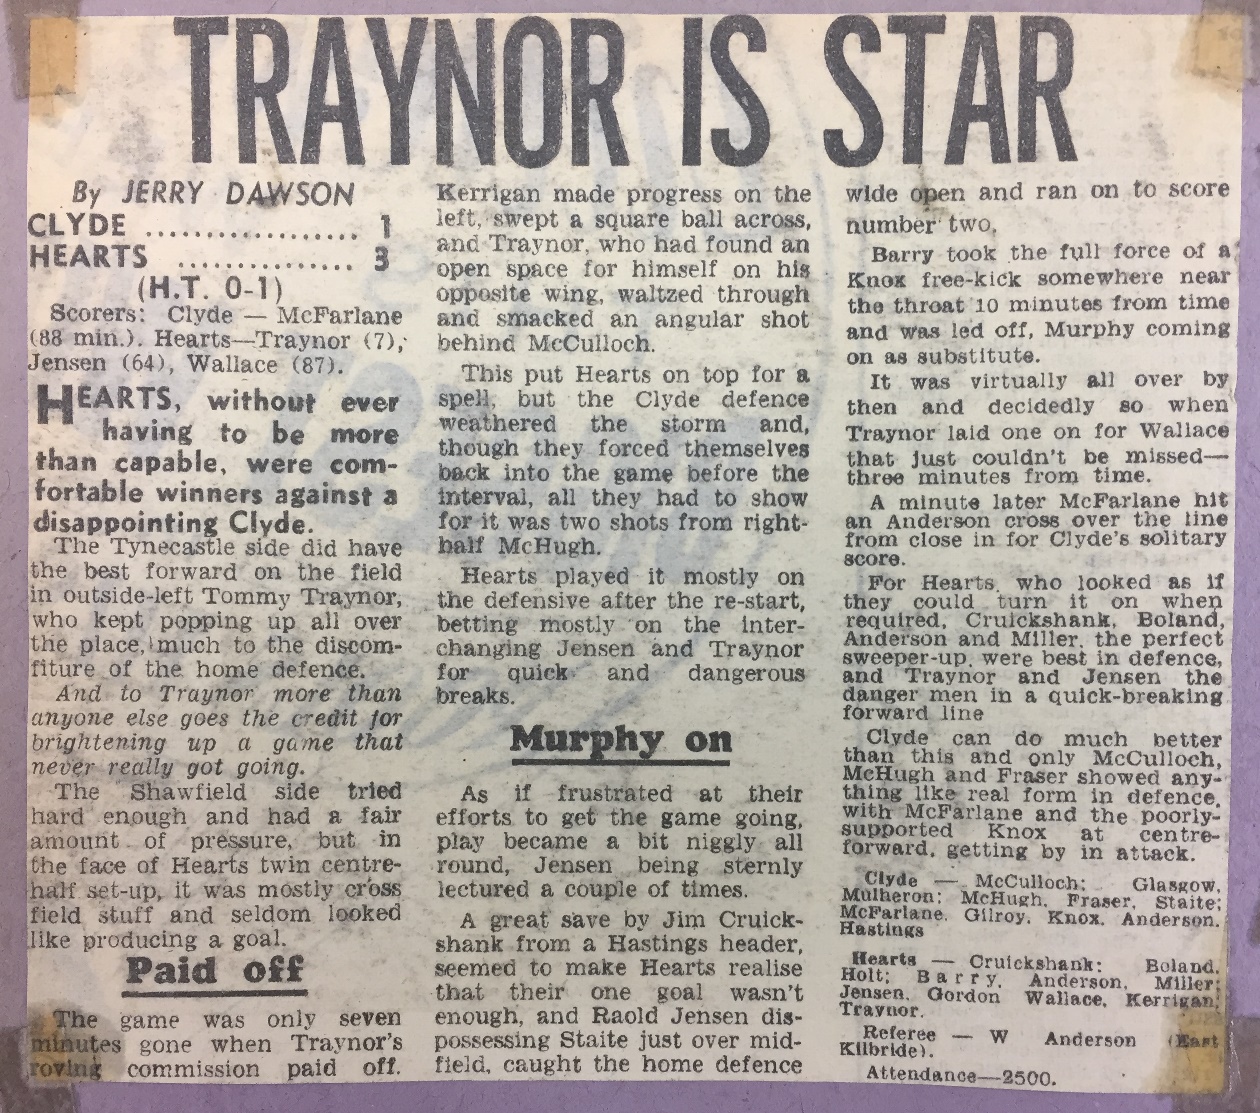 TRAYNOR IS STAR
By JERRY DAWSON
CLYDE .................. 1
HEARTS ............... 3
(H.T. 0-1)
Scorers: Clyde — McFarlane
(88 min.). Hearts—Traynor (7),
Jensen (64), Wallace (87).
HEARTS, without ever
having to be more
than capable, were com-
fortable winners against a
disappointing Clyde.
The Tynecastle side did have
the best forward on the field
in outside-left Tommy Traynor,
who kept popping up all over
the place, much to the discom-
fiture of the home defence.
And to Traynor more than
anyone else goes the credit for
brightening up a game that
never really got going.
The Shawfield side tried
hard enough and had a fair
amount of pressure, but in
the face of Hearts twin centre-
half set-up, it was mostly cross
field stuff and seldom looked
like producing a goal.
Paid off
The game was only seven
minutes gone when Traynor's
roving commission paid off.
Kerrigan made progress on the
left, swept a square ball across,
and Traynor, who had found an
open space for himself on his
opposite wing, waltzed through
and smacked an angular shot
behind McCulloch.
This put Hearts on top for a
spell, but the Clyde defence
weathered the storm and,
though they forced themselves
back into the game before the
interval, all they had to show
for it was two shots from right-
half McHugh.
Hearts played it mostly on
the defensive after the re-start,
betting mostly on the inter-
changing Jensen and Traynor
for quick and dangerous
breaks.
Murphy on
As if frustrated at their
efforts to get the game going,
play became a bit niggly all
round, Jensen being sternly
lectured a couple of times.
A great save by Jim Cruick-
shank from a Hastings header,
seemed to make Hearts realise
that their one goal wasn't
enough, and Raold Jensen dis-
possessing Staite just over mid-
field, caught the home defence
wide open and ran on to score
number two.
Barry took the full force of a
Knox free-kick somewhere near
the throat 10 minutes from time
and was led off, Murphy coming
on as substitute.
It was virtually all over by
then and decidedly so when
Traynor laid one on for Wallace
that just couldn't be missed—
three minutes from time.
A minute later McFarlane hit
an Anderson cross over the line
from close in for Clyde's solitary
score.
For Hearts, who looked as if
they could turn it on when
required, Cruickshank, Boland,
Anderson and Miller, the perfect
sweeper-up, were best in defence,
and Traynor and Jensen the
danger men in a quick-breaking
forward line
Clyde can do much better
than this and only McCulloch,
McHugh and Fraser showed any-
thing like real form in defence,
with McFarlane and the poorly-
supported Knox at centre-
forward, getting by in attack.
Clyde — McCulloch; Glasgow,
Mulheron; McHugh, Fraser, Staite;
McFarlane, Gilroy, Knox, Anderson,
Hastings
Hearts — Cruickshank; Boland,
Holt; Barry, Anderson, Miller;
Jensen, Gordon Wallace, Kerrigan,
Traynor.
Referee — W Anderson (East
Kilbride).
Attendance—2500.